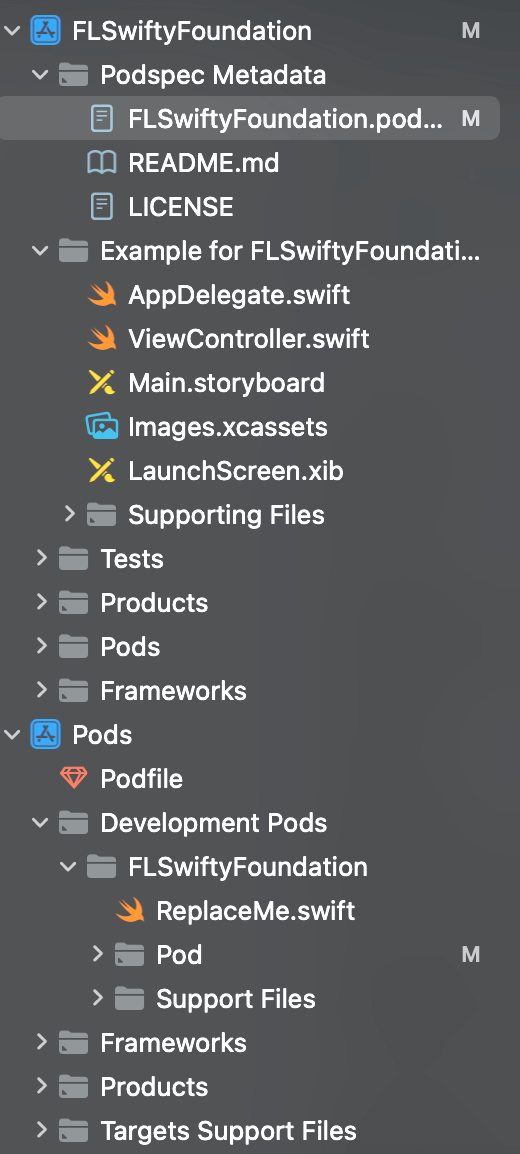 FLSwiftyFoundation M
Podspec Metadata
FLSwiftyFoundation.pod... M
README.md
LICENSE
Example for FLSwiftyFoundati...
AppDelegate.swift
ViewController.swift
Main.storyboard
Images.xcassets
LaunchScreen.xib
Supporting Files
Tests
Products
Pods
Frameworks
Pods
Podfile
Development Pods
FLSwiftyFoundation
ReplaceMe.swift
Pod M
Support Files
Frameworks
Products
Targets Support Files